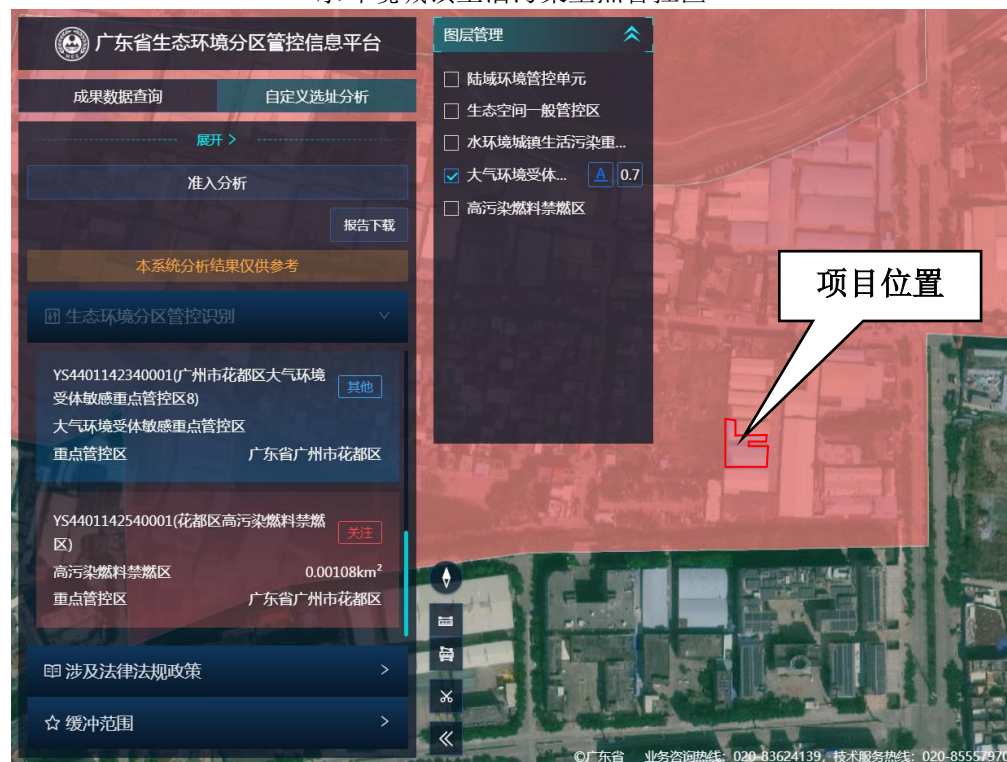 广东省生态环境分区管控信息平台
成果数据查询
自定义选址分析
展开 >
准入分析
报告下载
本系统分析结果仅供参考
生态环境分区管控识别
YS4401142340001(广州市花都区大气环境
受体敏感重点管控区8)
其他
大气环境受体敏感重点管控区
重点管控区
广东省广州市花都区
YS4401142540001(花都区高污染燃料禁燃
区)
关注
高污染燃料禁燃区
0.00108km²
重点管控区
广东省广州市花都区
涉及法律法规政策
缓冲范围
图层管理
陆域环境管控单元
生态空间一般管控区
水环境城镇生活污染重...
大气环境受体... A 0.7
高污染燃料禁燃区
项目位置
©广东省 业务咨询热线：020-83624139，技术服务热线：020-85557970